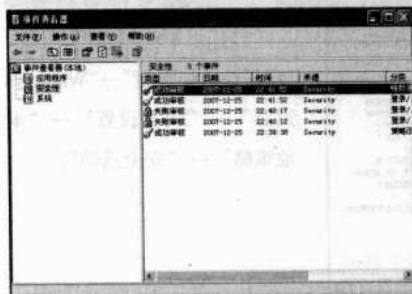 事件查看器
文件(F) 操作(A) 查看(V) 帮助(H)
事件查看器(本地)
应用程序
安全性
系统
安全性 5 个事件
类型 日期 时间 来源 分类
成功审核 2007-12-25 22:41:52 Security
成功审核 2007-12-25 22:41:52 Security 登录/
失败审核 2007-12-25 22:40:17 Security 登录/
失败审核 2007-12-25 22:40:12 Security 登录/
成功审核 2007-12-25 22:39:38 Security 策略